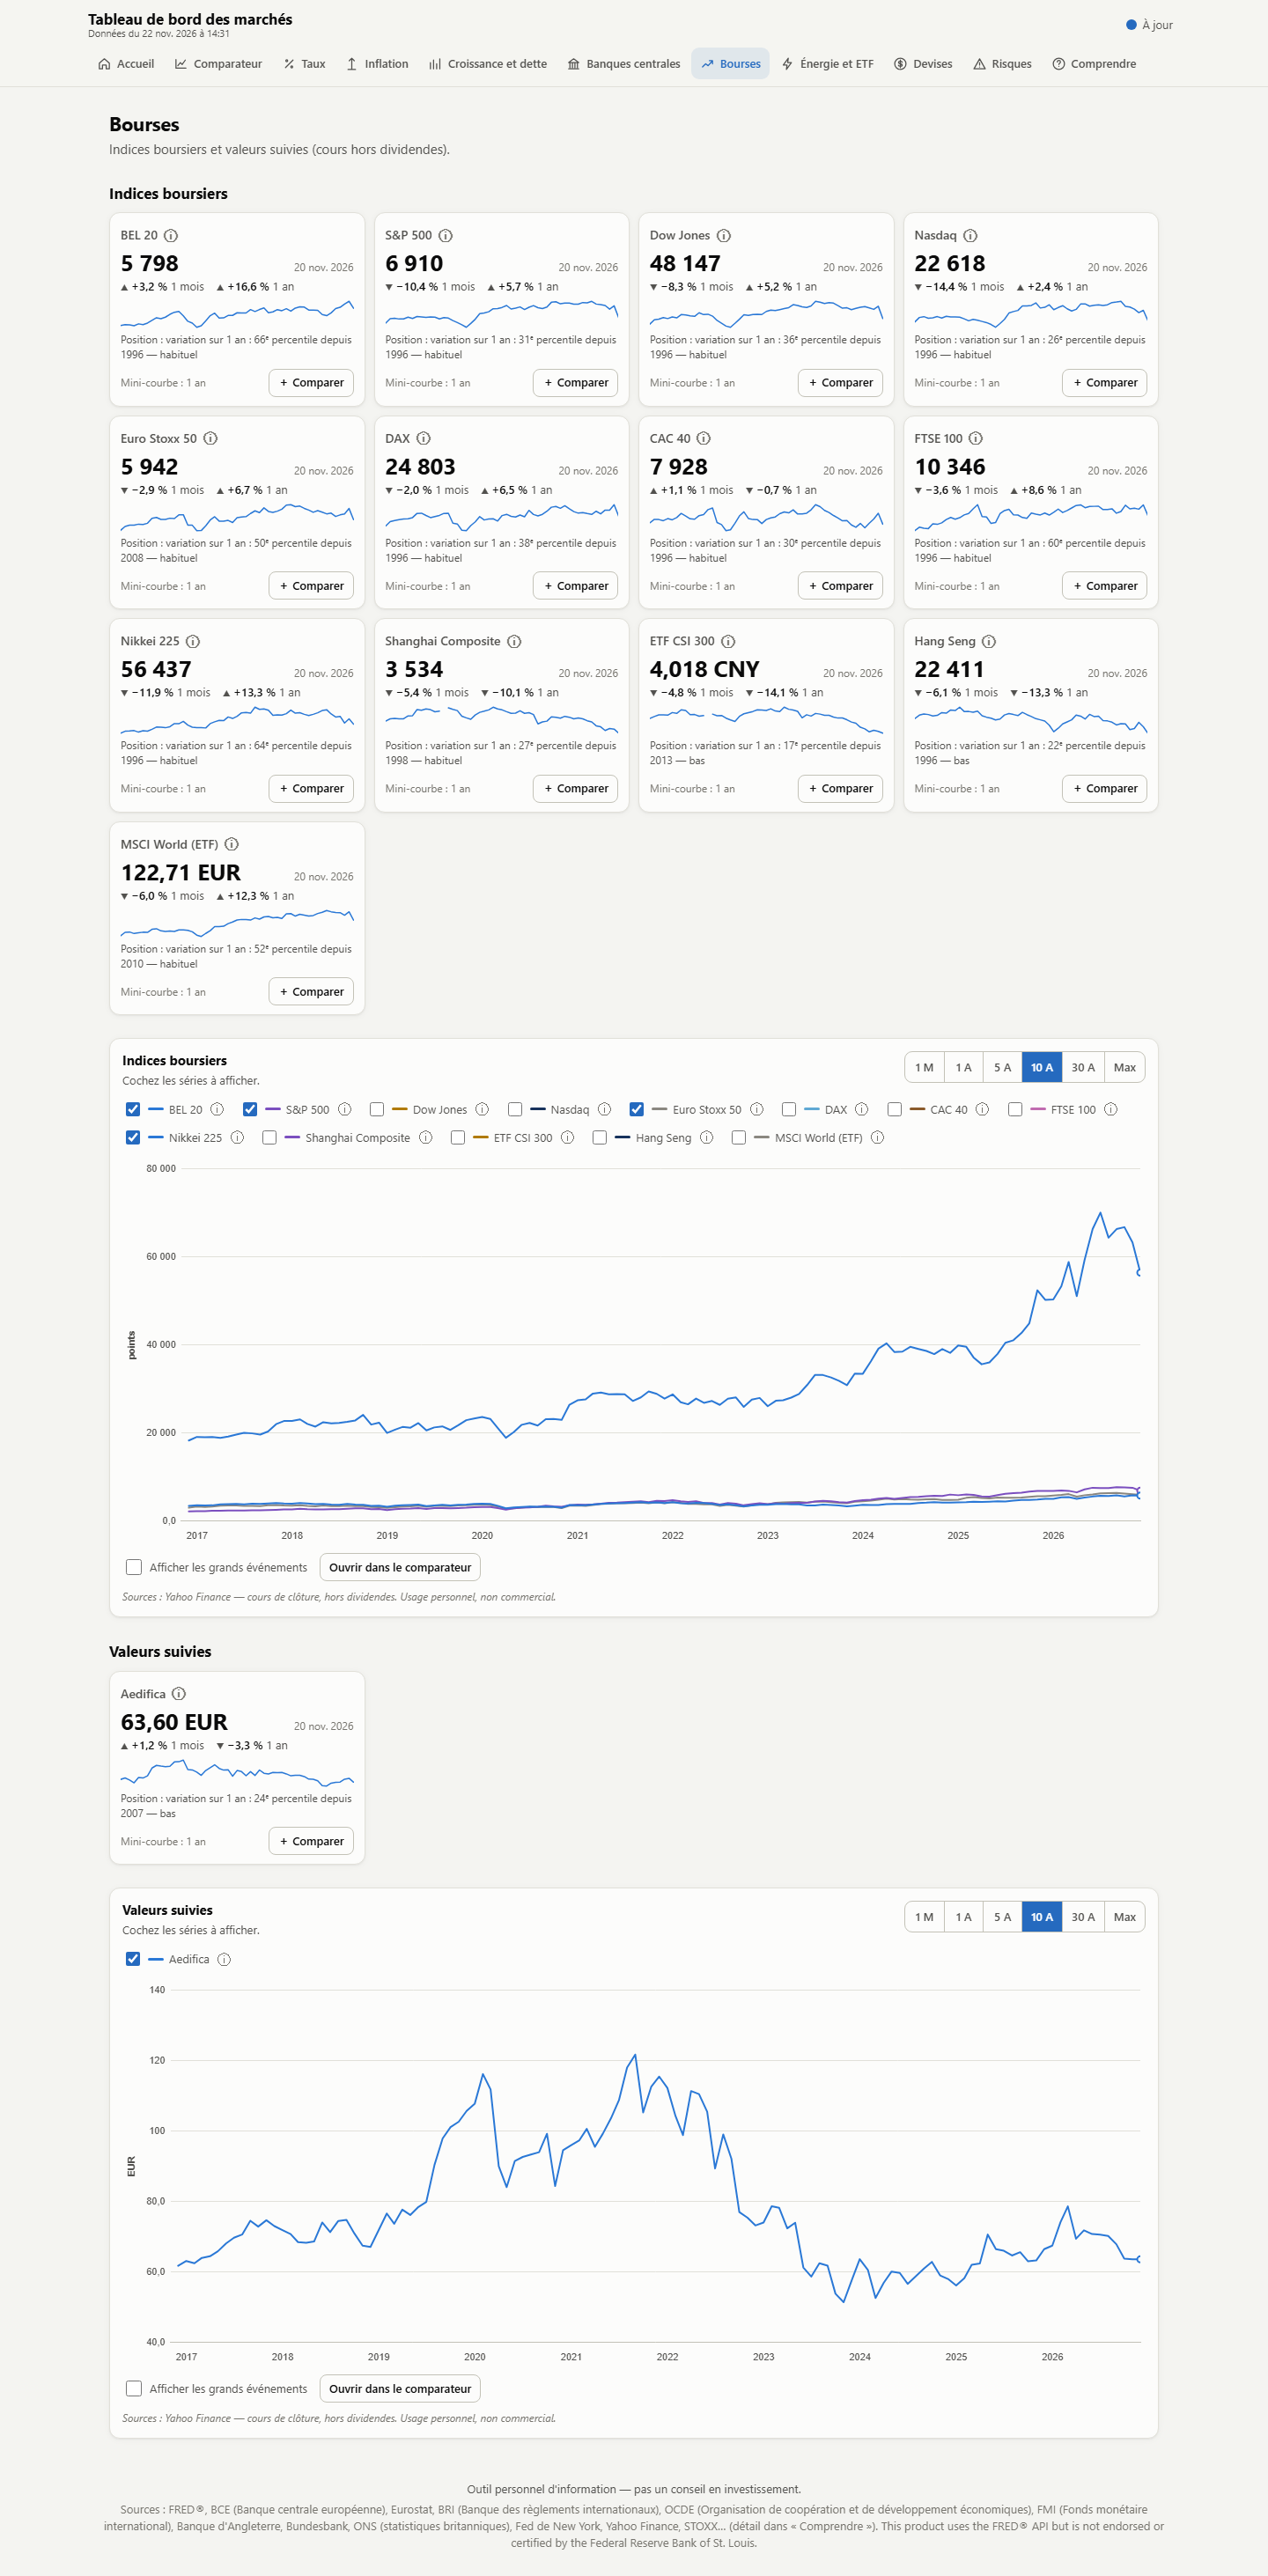 Tableau de bord des marchés
Données du 22 nov. 2026 à 14:31
À jour
Accueil Comparateur Taux Inflation Croissance et dette Banques centrales Bourses Énergie et ETF Devises Risques Comprendre
Bourses
Indices boursiers et valeurs suivies (cours hors dividendes).
Indices boursiers
BEL 20
5 798 20 nov. 2026
▲ +3,2 % 1 mois ▲ +16,6 % 1 an
Position : variation sur 1 an : 66ᵉ percentile depuis
1996 — habituel
Mini-courbe : 1 an + Comparer
S&P 500
6 910 20 nov. 2026
▼ −10,4 % 1 mois ▲ +5,7 % 1 an
Position : variation sur 1 an : 31ᵉ percentile depuis
1996 — habituel
Mini-courbe : 1 an + Comparer
Dow Jones
48 147 20 nov. 2026
▼ −8,3 % 1 mois ▲ +5,2 % 1 an
Position : variation sur 1 an : 36ᵉ percentile depuis
1996 — habituel
Mini-courbe : 1 an + Comparer
Nasdaq
22 618 20 nov. 2026
▼ −14,4 % 1 mois ▲ +2,4 % 1 an
Position : variation sur 1 an : 26ᵉ percentile depuis
1996 — habituel
Mini-courbe : 1 an + Comparer
Euro Stoxx 50
5 942 20 nov. 2026
▼ −2,9 % 1 mois ▲ +6,7 % 1 an
Position : variation sur 1 an : 50ᵉ percentile depuis
2008 — habituel
Mini-courbe : 1 an + Comparer
DAX
24 803 20 nov. 2026
▼ −2,0 % 1 mois ▲ +6,5 % 1 an
Position : variation sur 1 an : 38ᵉ percentile depuis
1996 — habituel
Mini-courbe : 1 an + Comparer
CAC 40
7 928 20 nov. 2026
▲ +1,1 % 1 mois ▼ −0,7 % 1 an
Position : variation sur 1 an : 30ᵉ percentile depuis
1996 — habituel
Mini-courbe : 1 an + Comparer
FTSE 100
10 346 20 nov. 2026
▼ −3,6 % 1 mois ▲ +8,6 % 1 an
Position : variation sur 1 an : 60ᵉ percentile depuis
1996 — habituel
Mini-courbe : 1 an + Comparer
Nikkei 225
56 437 20 nov. 2026
▼ −11,9 % 1 mois ▲ +13,3 % 1 an
Position : variation sur 1 an : 64ᵉ percentile depuis
1996 — habituel
Mini-courbe : 1 an + Comparer
Shanghai Composite
3 534 20 nov. 2026
▼ −5,4 % 1 mois ▼ −10,1 % 1 an
Position : variation sur 1 an : 27ᵉ percentile depuis
1998 — habituel
Mini-courbe : 1 an + Comparer
ETF CSI 300
4,018 CNY 20 nov. 2026
▼ −4,8 % 1 mois ▼ −14,1 % 1 an
Position : variation sur 1 an : 17ᵉ percentile depuis
2013 — bas
Mini-courbe : 1 an + Comparer
Hang Seng
22 411 20 nov. 2026
▼ −6,1 % 1 mois ▼ −13,3 % 1 an
Position : variation sur 1 an : 22ᵉ percentile depuis
1996 — bas
Mini-courbe : 1 an + Comparer
MSCI World (ETF)
122,71 EUR 20 nov. 2026
▼ −6,0 % 1 mois ▲ +12,3 % 1 an
Position : variation sur 1 an : 52ᵉ percentile depuis
2010 — habituel
Mini-courbe : 1 an + Comparer
Indices boursiers
Cochez les séries à afficher.
1 M 1 A 5 A 10 A 30 A Max
BEL 20 S&P 500 Dow Jones Nasdaq Euro Stoxx 50 DAX CAC 40 FTSE 100
Nikkei 225 Shanghai Composite ETF CSI 300 Hang Seng MSCI World (ETF)
80 000
60 000
40 000
20 000
0,0
points
2017 2018 2019 2020 2021 2022 2023 2024 2025 2026
Afficher les grands événements Ouvrir dans le comparateur
Sources : Yahoo Finance — cours de clôture, hors dividendes. Usage personnel, non commercial.
Valeurs suivies
Aedifica
63,60 EUR 20 nov. 2026
▲ +1,2 % 1 mois ▼ −3,3 % 1 an
Position : variation sur 1 an : 24ᵉ percentile depuis
2007 — bas
Mini-courbe : 1 an + Comparer
Valeurs suivies
Cochez les séries à afficher.
1 M 1 A 5 A 10 A 30 A Max
Aedifica
140
120
100
80,0
60,0
40,0
EUR
2017 2018 2019 2020 2021 2022 2023 2024 2025 2026
Afficher les grands événements Ouvrir dans le comparateur
Sources : Yahoo Finance — cours de clôture, hors dividendes. Usage personnel, non commercial.
Outil personnel d'information — pas un conseil en investissement.
Sources : FRED®, BCE (Banque centrale européenne), Eurostat, BRI (Banque des règlements internationaux), OCDE (Organisation de coopération et de développement économiques), FMI (Fonds monétaire
international), Banque d'Angleterre, Bundesbank, ONS (statistiques britanniques), Fed de New York, Yahoo Finance, STOXX… (détail dans « Comprendre »). This product uses the FRED® API but is not endorsed or
certified by the Federal Reserve Bank of St. Louis.